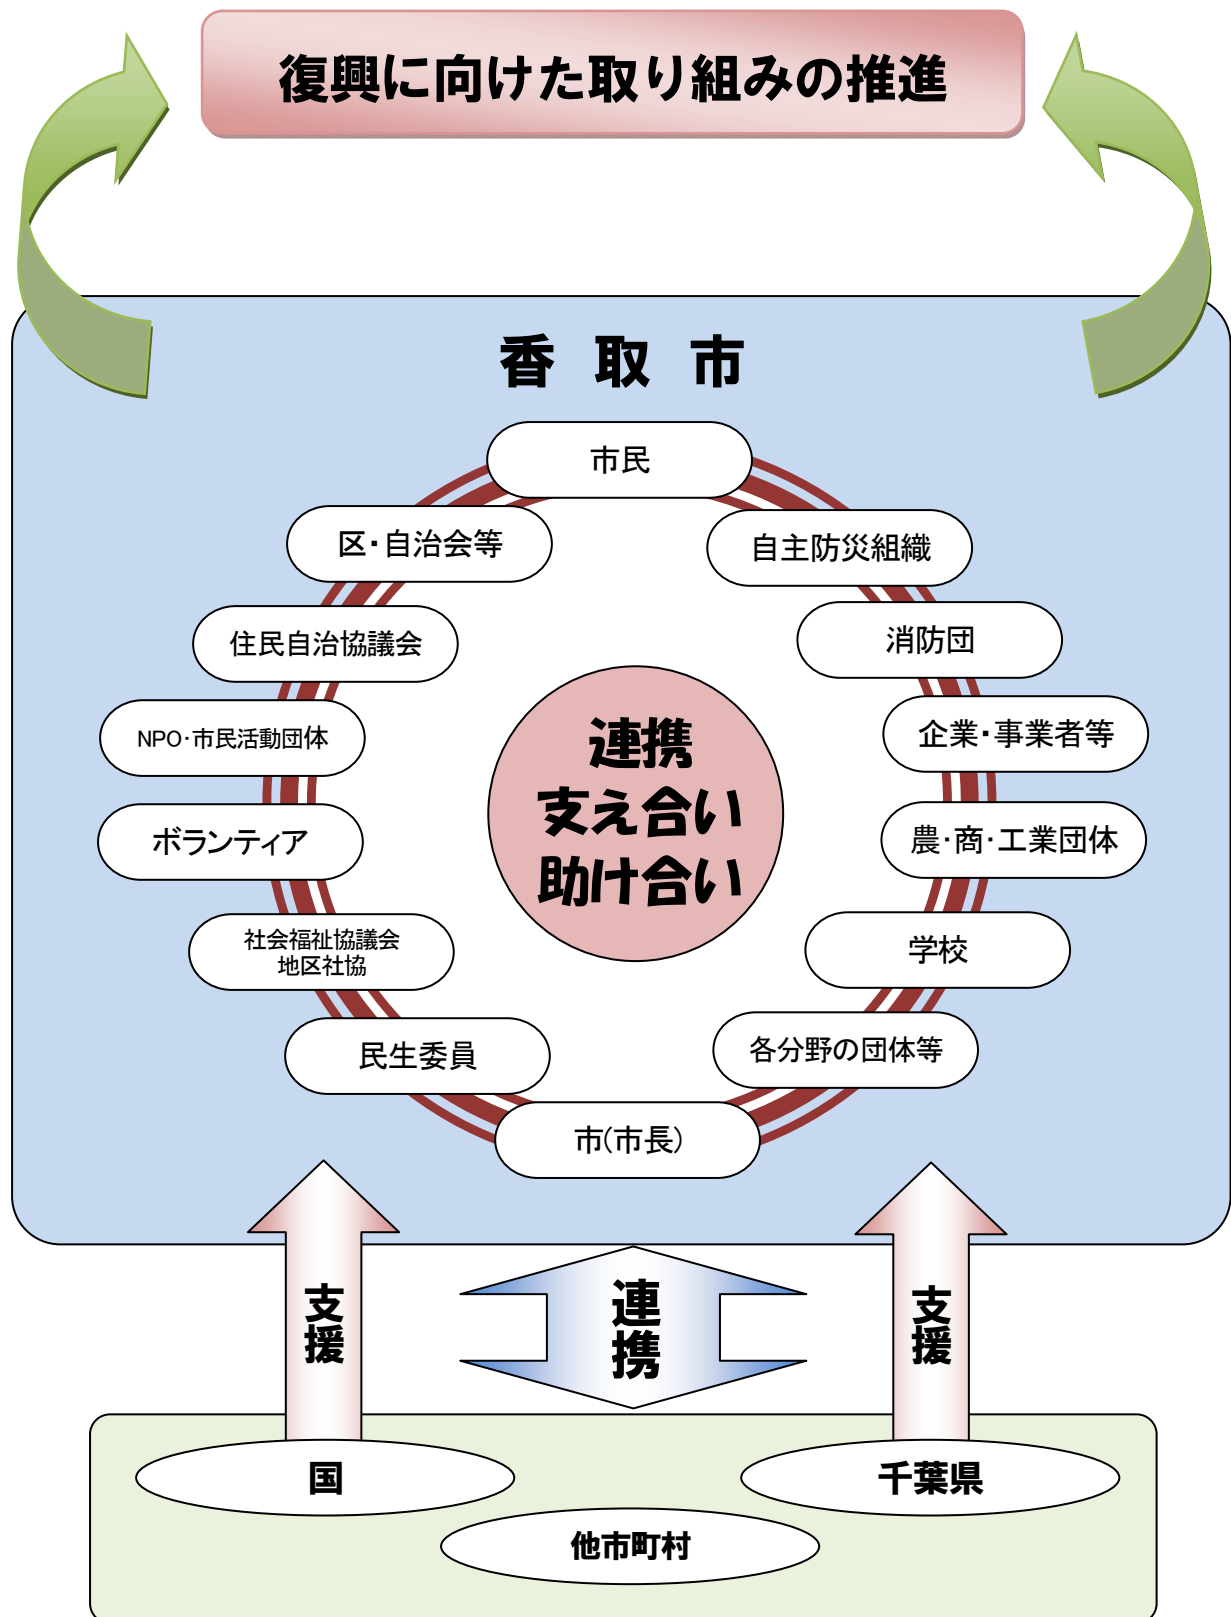 復興に向けた取り組みの推進
香取市
市民
区・自治会等
自主防災組織
住民自治協議会
消防団
NPO・市民活動団体
企業・事業者等
連携
支え合い
助け合い
ボランティア
農・商・工業団体
社会福祉協議会
地区社協
学校
民生委員
各分野の団体等
市(市長)
支援
連携
支援
国
千葉県
他市町村